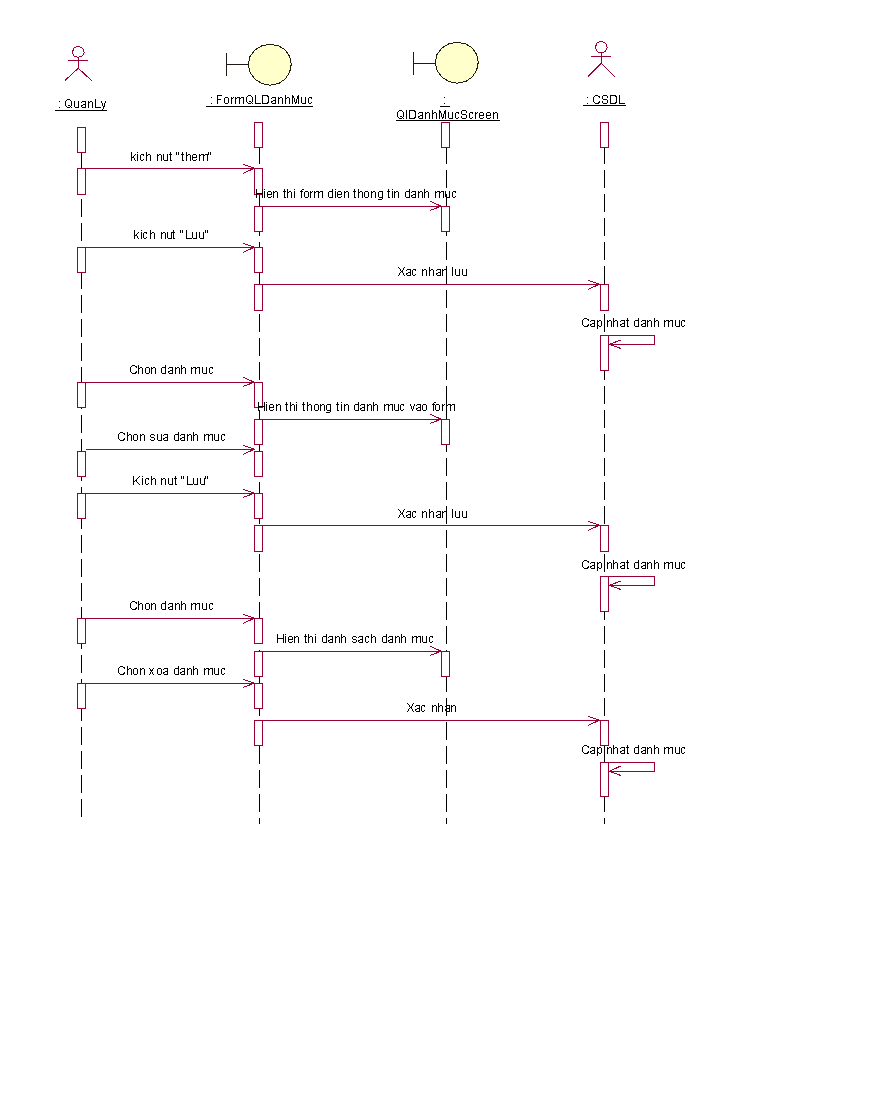 : QuanLy
: FormQLDanhMuc
:
QlDanhMucScreen
: CSDL
kich nut "them"
Hien thi form dien thong tin danh muc
kich nut "Luu"
Xac nhan luu
Cap nhat danh muc
Chon danh muc
Hien thi thong tin danh muc vao form
Chon sua danh muc
Kich nut "Luu"
Xac nhan luu
Cap nhat danh muc
Chon danh muc
Hien thi danh sach danh muc
Chon xoa danh muc
Xac nhan
Cap nhat danh muc